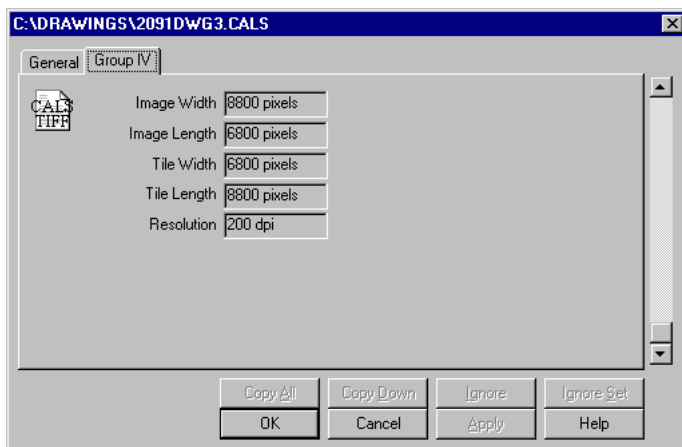 C:\DRAWINGS\2091DWG3.CALS
General Group IV
CALS
TIFF
Image Width 8800 pixels
Image Length 6800 pixels
Tile Width 6800 pixels
Tile Length 8800 pixels
Resolution 200 dpi
Copy All Copy Down Ignore Ignore Set
OK Cancel Apply Help